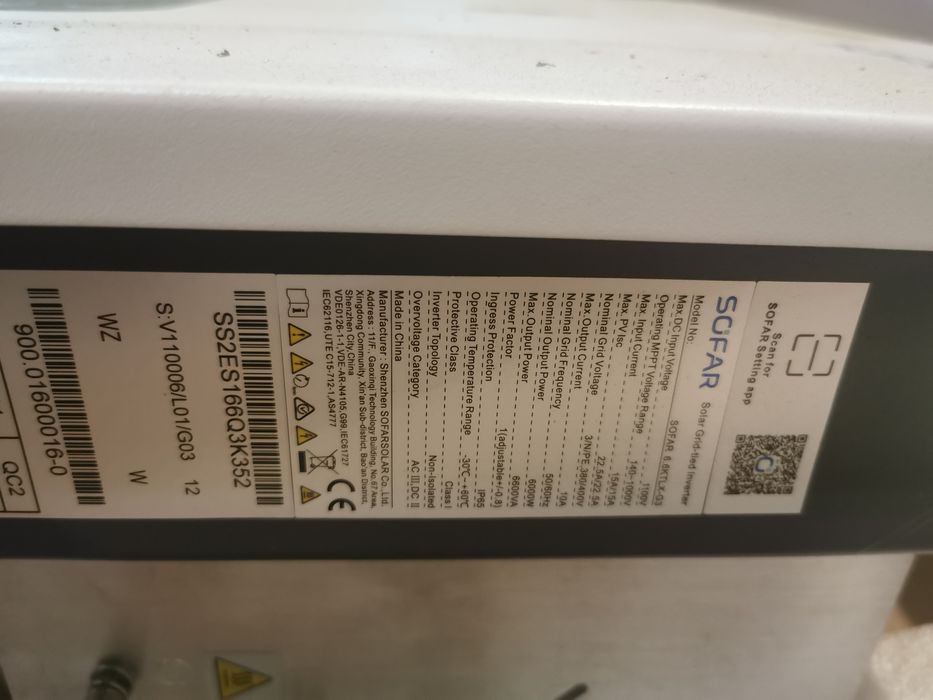 Scan for
SOFAR Setting app
SOFAR Solar Grid-tied Inverter
Model No: SOFAR 6.6KTLX-G3
Max.DC Input Voltage 1100V
Operating MPPT Voltage Range 140~1000V
Max. Input Current 15A/15A
Max. PV Isc 22.5A/22.5A
Nominal Grid Voltage 3/N/PE,380/400V
Max.Output Current 10A
Nominal Grid Frequency 50/60Hz
Nominal Output Power 6000W
Max.Output Power 6600VA
Power Factor 1(adjustable+/-0.8)
Ingress Protection IP65
Operating Temperature Range -30℃~+60℃
Protective Class Class I
Inverter Topology Non-Isolated
Overvoltage Category AC III,DC II
Made in China
Manufacturer : Shenzhen SOFARSOLAR Co.,Ltd.
Address : 11/F., Gaoxinqi Technology Building, No.67 Area,
Xingdong Community, Xin'an Sub-district, Bao'an District,
Shenzhen City,China
VDE0126-1-1,VDE-AR-N4105,G99,IEC61727
IEC62116,UTE C15-712-1,AS4777
CE
SS2ES166Q3K352
S:V110006/L01/G03 12
W
WZ
900.01600016-0
QC2